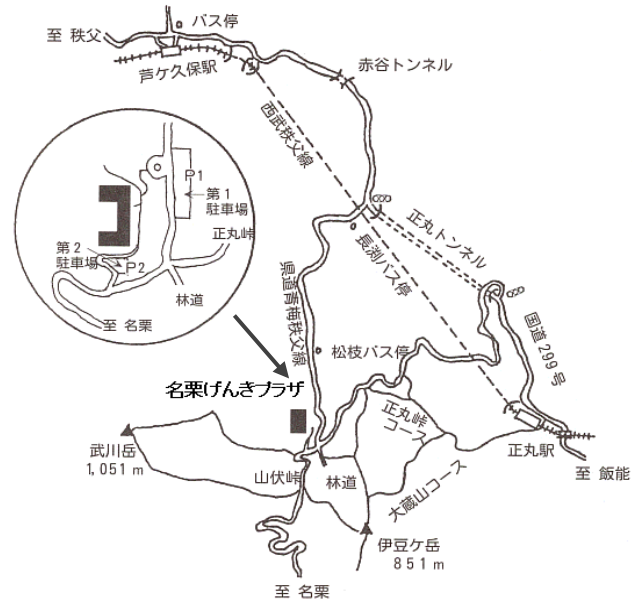 バス停
至 秩父
芦ケ久保駅
赤谷トンネル
西武秩父線
P1
第1
駐車場
正丸峠
第2
駐車場
P2
林道
至 名栗
正丸トンネル
長渕バス停
県道青梅秩父線
国道299号
松枝バス停
名栗げんきプラザ
正丸峠
コース
武川岳
1,051m
山伏峠
林道
大蔵山コース
正丸駅
至 飯能
伊豆ケ岳
851m
至 名栗